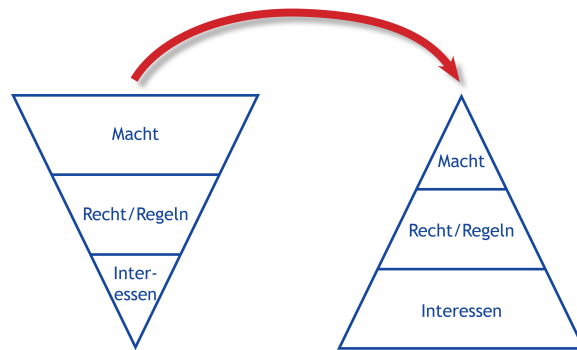 Macht
Recht/Regeln
Inter-
essen
Macht
Recht/Regeln
Interessen